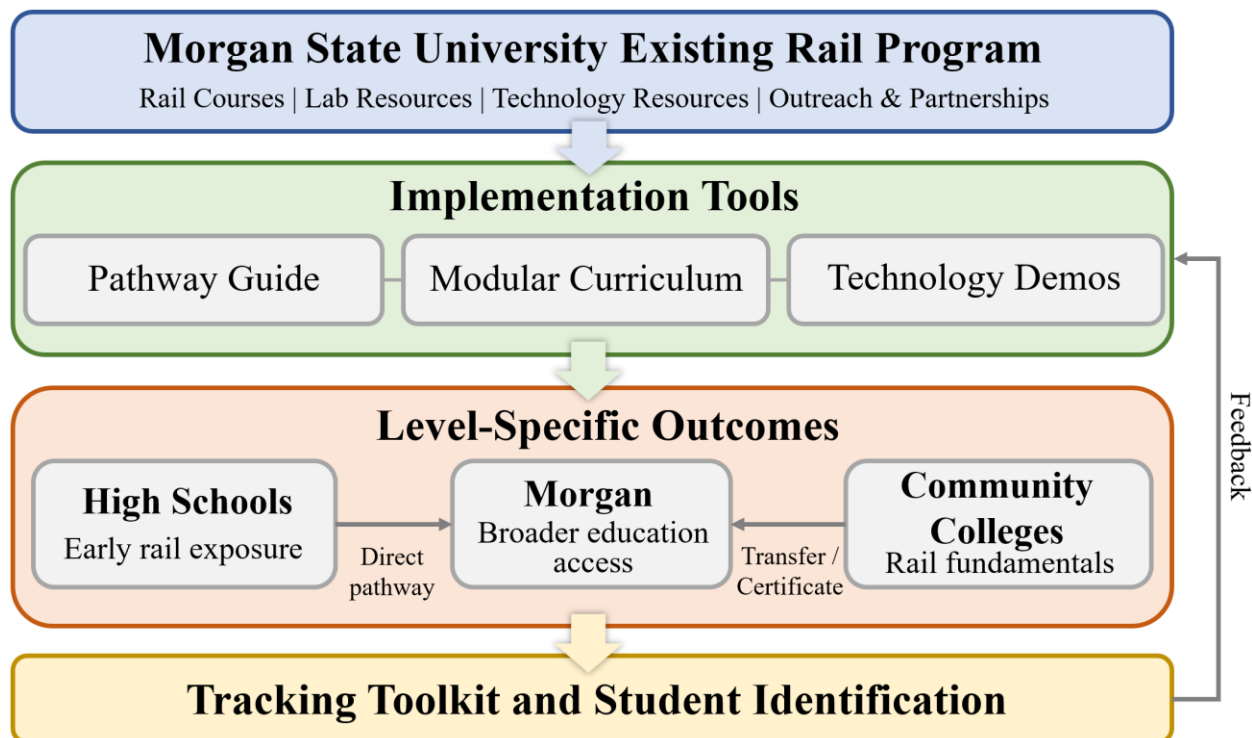 Morgan State University Existing Rail Program
Rail Courses | Lab Resources | Technology Resources | Outreach & Partnerships
Implementation Tools
Pathway Guide
Modular Curriculum
Technology Demos
Level-Specific Outcomes
High Schools
Early rail exposure
Direct
pathway
Morgan
Broader education
access
Transfer /
Certificate
Community
Colleges
Rail fundamentals
Tracking Toolkit and Student Identification
Feedback